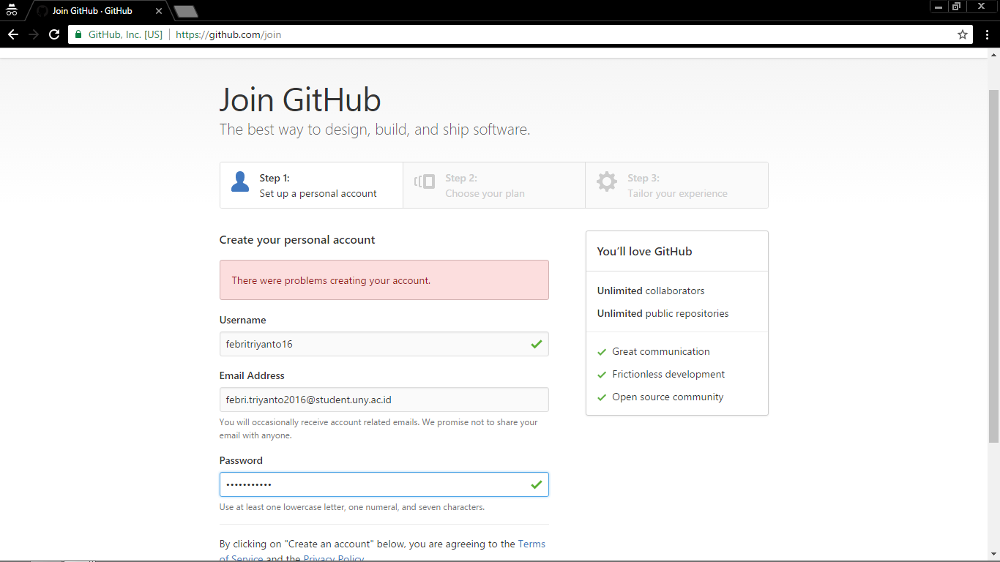 Join GitHub · GitHub
GitHub, Inc. [US]
https://github.com/join
Join GitHub
The best way to design, build, and ship software.
Step 1:
Set up a personal account
Step 2:
Choose your plan
Step 3:
Tailor your experience
Create your personal account
There were problems creating your account.
Username
febritriyanto16
Email Address
febri.triyanto2016@student.uny.ac.id
You will occasionally receive account related emails. We promise not to share your
email with anyone.
Password
•••••••••••
Use at least one lowercase letter, one numeral, and seven characters.
By clicking on "Create an account" below, you are agreeing to the Terms
of Service and the Privacy Policy.
You’ll love GitHub
Unlimited collaborators
Unlimited public repositories
Great communication
Frictionless development
Open source community